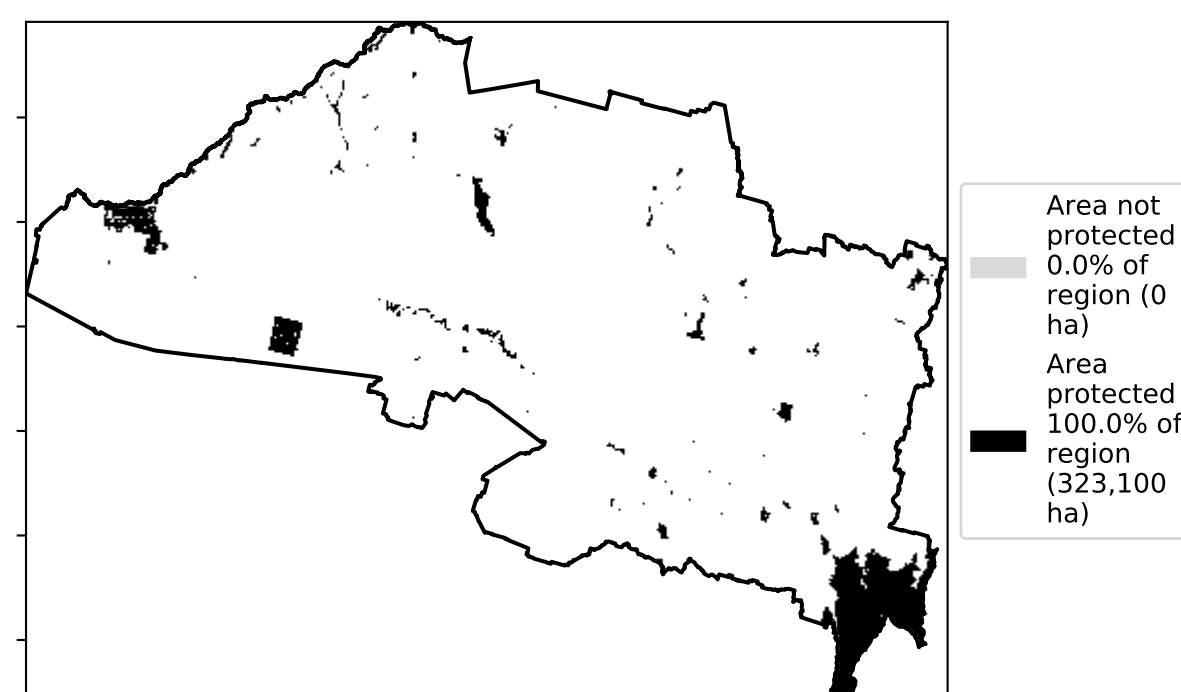 Area not
protected
0.0% of
region (0
ha)
Area
protected
100.0% of
region
(323,100
ha)